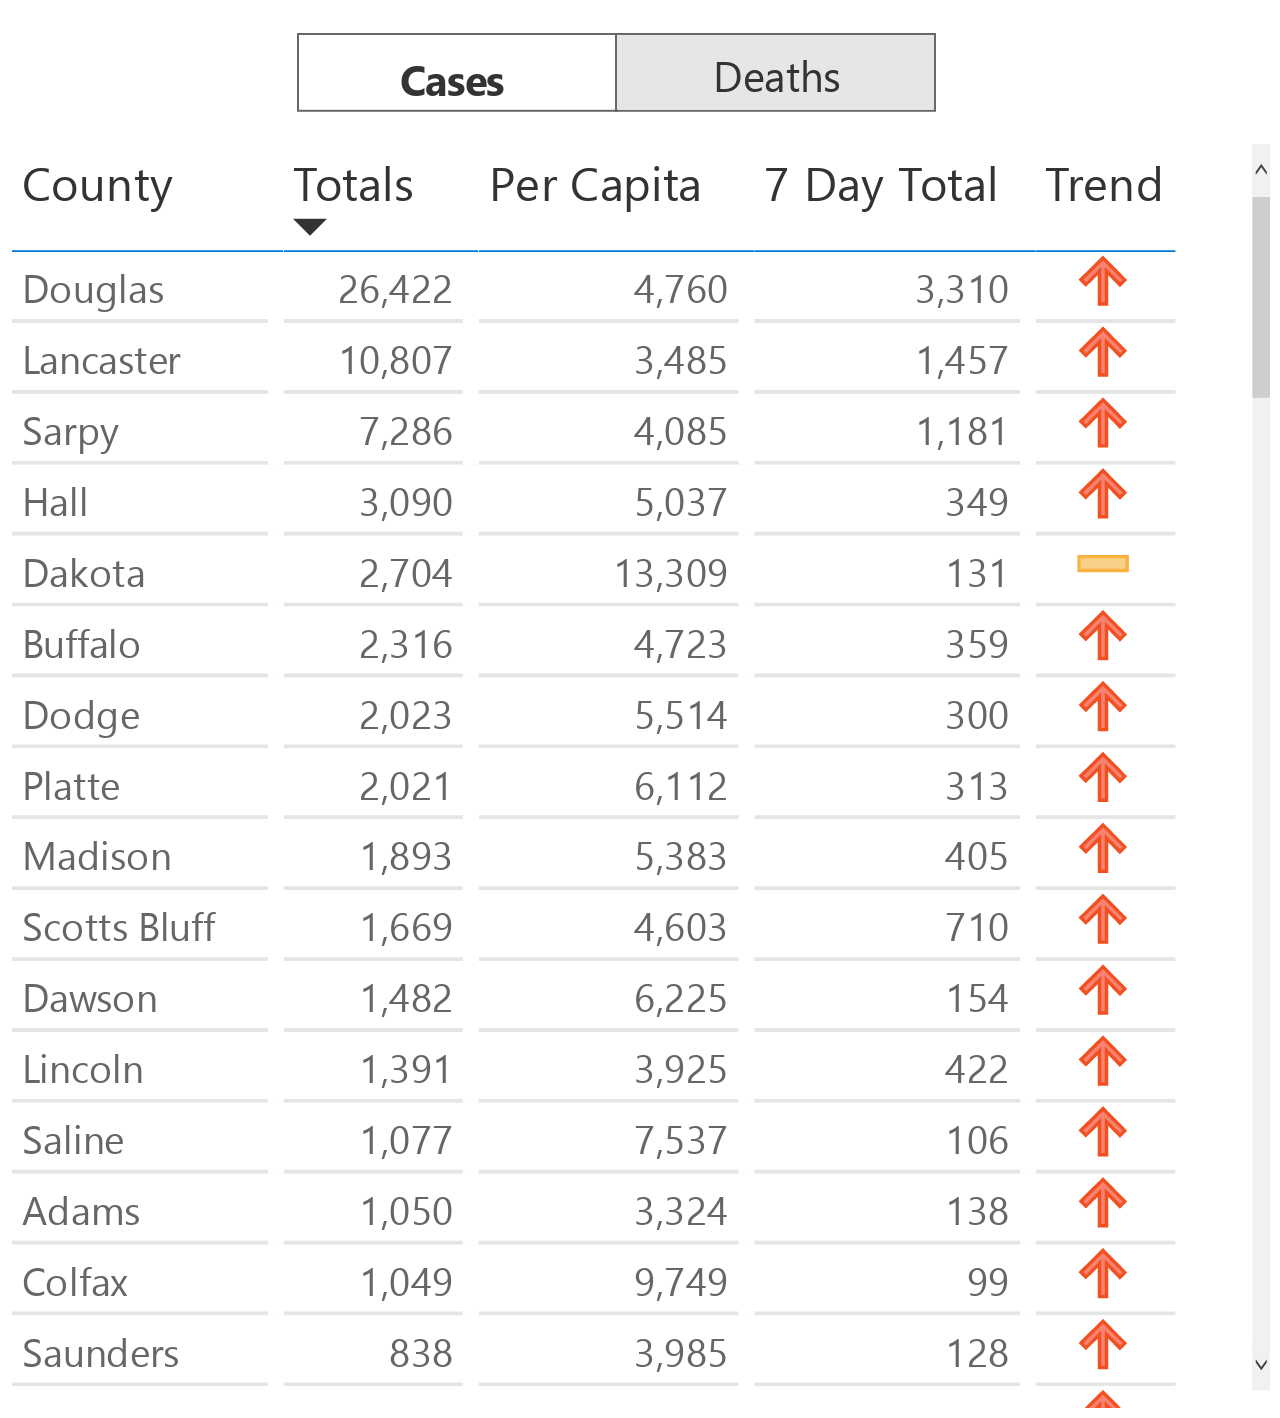 Cases Deaths
County Totals Per Capita 7 Day Total Trend
Douglas 26,422 4,760 3,310
Lancaster 10,807 3,485 1,457
Sarpy 7,286 4,085 1,181
Hall 3,090 5,037 349
Dakota 2,704 13,309 131
Buffalo 2,316 4,723 359
Dodge 2,023 5,514 300
Platte 2,021 6,112 313
Madison 1,893 5,383 405
Scotts Bluff 1,669 4,603 710
Dawson 1,482 6,225 154
Lincoln 1,391 3,925 422
Saline 1,077 7,537 106
Adams 1,050 3,324 138
Colfax 1,049 9,749 99
Saunders 838 3,985 128